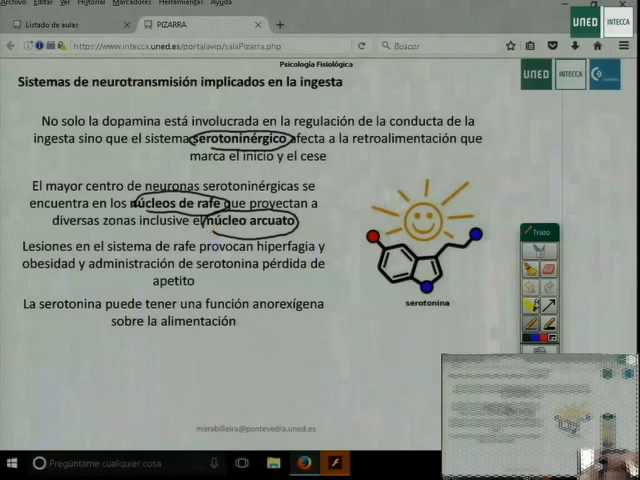 Archivo Editar Ver Historial Marcadores Herramientas Ayuda
Listado de aulas
PIZARRA
https://www.intecca.uned.es/portalavip/salaPizarra.php
Buscar
UNED
INTECCA
Psicología Fisiológica
Sistemas de neurotransmisión implicados en la ingesta
UNED
INTECCA
No solo la dopamina está involucrada en la regulación de la conducta de la
ingesta sino que el sistema serotoninérgico afecta a la retroalimentación que
marca el inicio y el cese
El mayor centro de neuronas serotoninérgicas se
encuentra en los núcleos de rafe que proyectan a
diversas zonas inclusive el núcleo arcuato
Lesiones en el sistema de rafe provocan hiperfagia y
obesidad y administración de serotonina pérdida de
apetito
La serotonina puede tener una función anorexígena
sobre la alimentación
serotonina
Trazo
marabilleira@pontevedra.uned.es
Pregúntame cualquier cosa